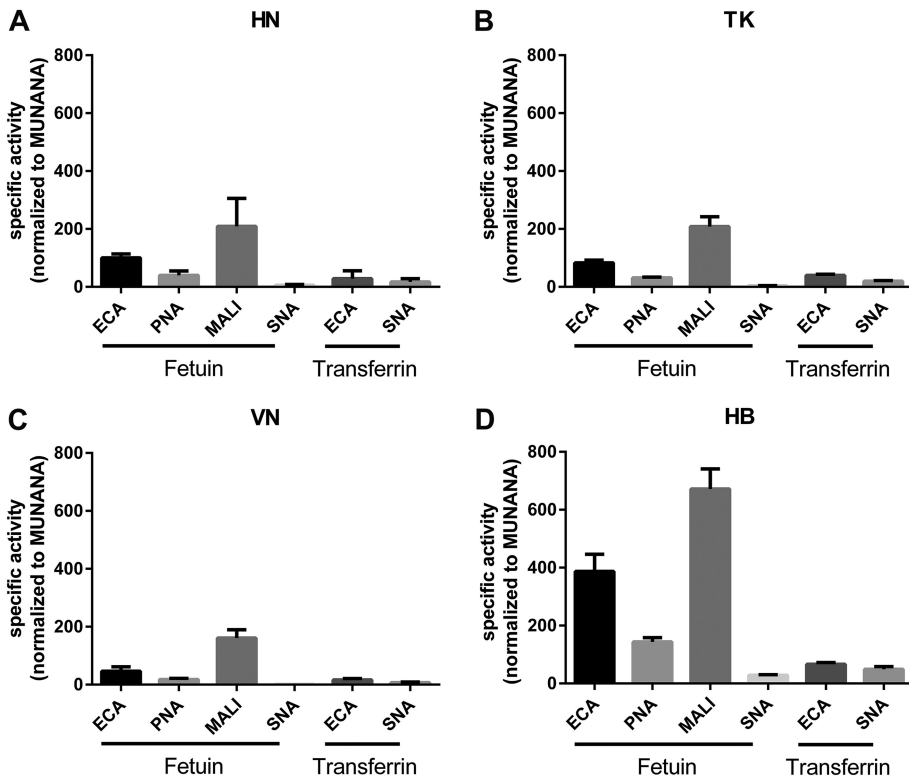 A
HN
specific activity
(normalized to MUNANA)
800
600
400
200
0
ECA
PNA
MALI
SNA
ECA
SNA
Fetuin
Transferrin
B
TK
specific activity
(normalized to MUNANA)
800
600
400
200
0
ECA
PNA
MALI
SNA
ECA
SNA
Fetuin
Transferrin
C
VN
specific activity
(normalized to MUNANA)
800
600
400
200
0
ECA
PNA
MALI
SNA
ECA
SNA
Fetuin
Transferrin
D
HB
specific activity
(normalized to MUNANA)
800
600
400
200
0
ECA
PNA
MALI
SNA
ECA
SNA
Fetuin
Transferrin